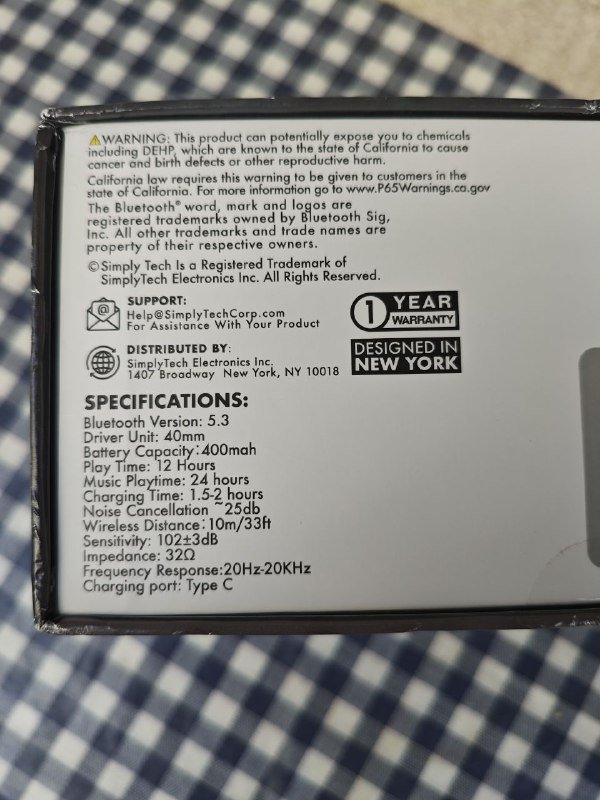 ⚠WARNING: This product can potentially expose you to chemicals
including DEHP, which are known to the state of California to cause
cancer and birth defects or other reproductive harm.
California law requires this warning to be given to customers in the
state of California. For more information go to www.P65Warnings.ca.gov
The Bluetooth® word, mark and logos are
registered trademarks owned by Bluetooth Sig,
Inc. All other trademarks and trade names are
property of their respective owners.
©Simply Tech Is a Registered Trademark of
SimplyTech Electronics Inc. All Rights Reserved.
SUPPORT:
Help@SimplyTechCorp.com
For Assistance With Your Product
1 YEAR
WARRANTY
DISTRIBUTED BY:
SimplyTech Electronics Inc.
1407 Broadway New York, NY 10018
DESIGNED IN
NEW YORK
SPECIFICATIONS:
Bluetooth Version: 5.3
Driver Unit: 40mm
Battery Capacity:400mah
Play Time: 12 Hours
Music Playtime: 24 hours
Charging Time: 1.5-2 hours
Noise Cancellation ~25db
Wireless Distance:10m/33ft
Sensitivity: 102±3dB
Impedance: 32Ω
Frequency Response:20Hz-20KHz
Charging port: Type C